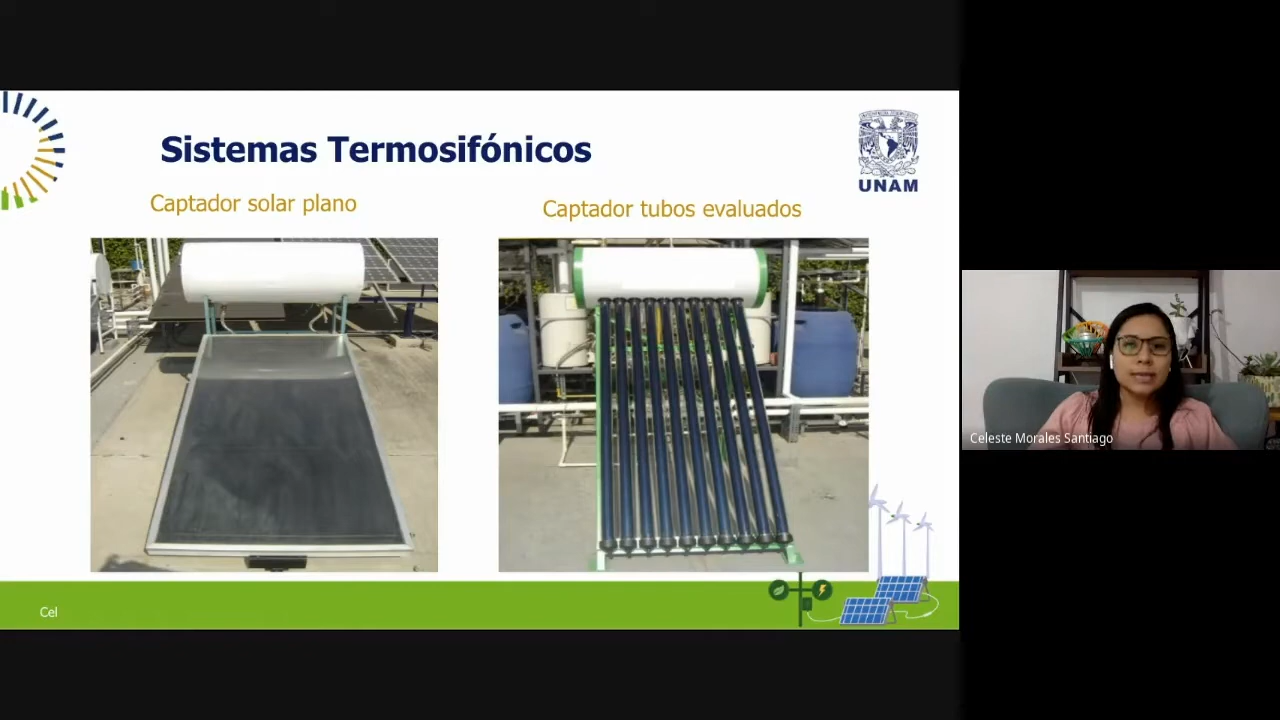 Sistemas Termosifónicos
UNAM
Captador solar plano
Captador tubos evaluados
Celeste Morales Santiago
Cel